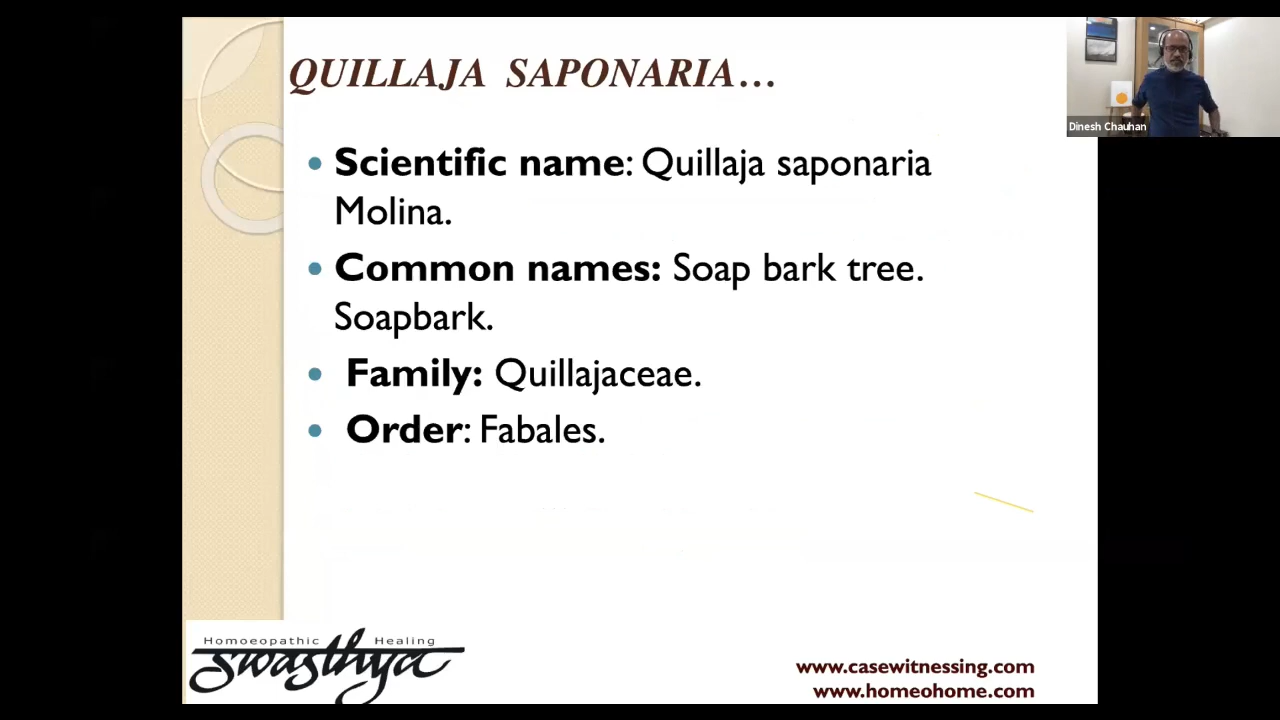 QUILLAJA SAPONARIA…
Dinesh Chauhan
• Scientific name: Quillaja saponaria
Molina.
• Common names: Soap bark tree.
Soapbark.
• Family: Quillajaceae.
• Order: Fabales.
Homoeopathic Healing
swasthya
www.casewitnessing.com
www.homeohome.com